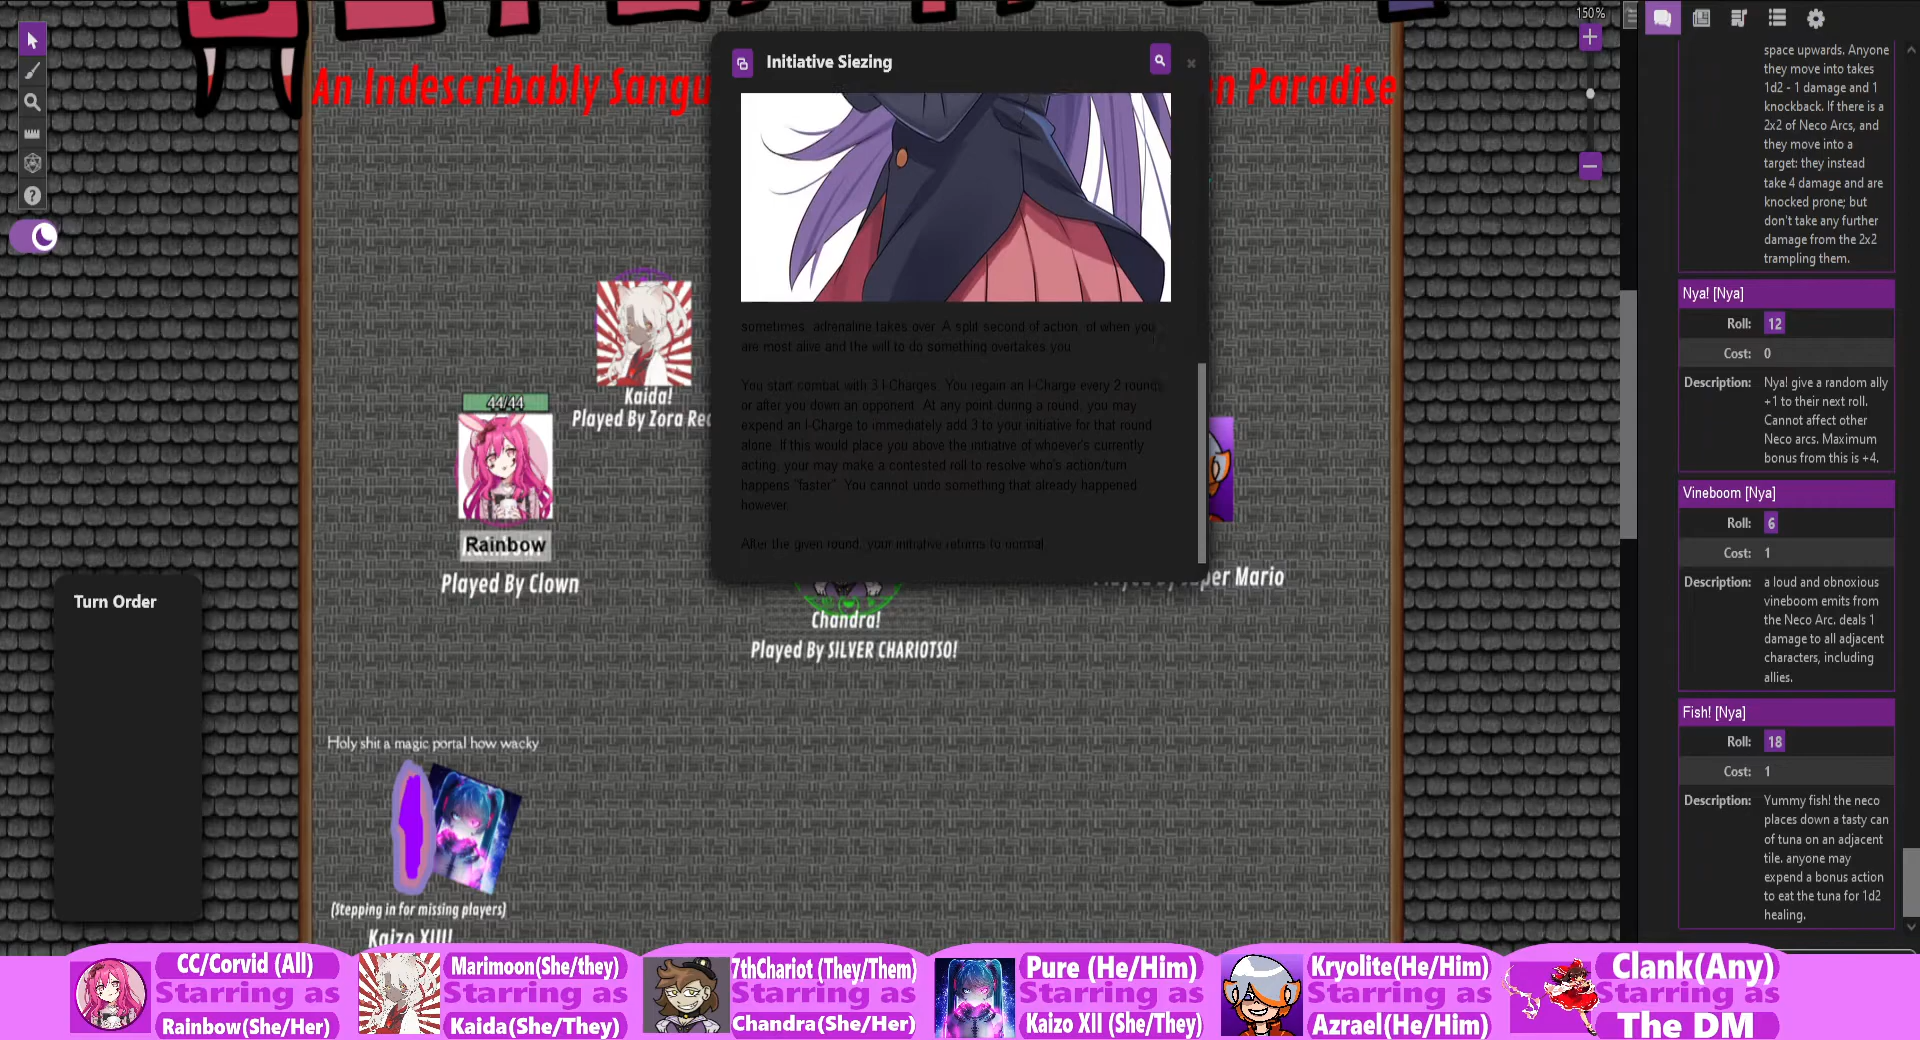 150%
An Indescribably Sangu
n Paradise
Initiative Siezing
sometimes, adrenaline takes over. A split second of action, of when you
are most alive and the will to do something overtakes you
You start combat with 3 I-Charges. You regain an I-Charge every 2 rounds
or after you down an opponent. At any point during a round, you may
expend an I-Charge to immediately add 3 to your initiative for that round
alone. If this would place you above the initiative of whoever's currently
acting, your may make a contested roll to resolve who's action/turn
happens "faster". You cannot undo something that already happened,
however.
After the given round, your initiative returns to normal
Kaida!
Played By Zora Rec
44/44
Rainbow
Played By Clown
Chandra!
Played By SILVER CHARIOTSO!
Played By Super Mario
Turn Order
Holy shit a magic portal how wacky
(Stepping in for missing players)
Kaizo XIII!
space upwards. Anyone
they move into takes
1d2 - 1 damage and 1
knockback. If there is a
2x2 of Neco Arcs, and
they move into a
target: they instead
take 4 damage and are
knocked prone; but
don't take any further
damage from the 2x2
trampling them.
Nya! [Nya]
Roll: 12
Cost: 0
Description: Nya! give a random ally
+1 to their next roll.
Cannot affect other
Neco arcs. Maximum
bonus from this is +4.
Vineboom [Nya]
Roll: 6
Cost: 1
Description: a loud and obnoxious
vineboom emits from
the Neco Arc. deals 1
damage to all adjacent
characters, including
allies.
Fish! [Nya]
Roll: 18
Cost: 1
Description: Yummy fish! the neco
places down a tasty can
of tuna on an adjacent
tile. anyone may
expend a bonus action
to eat the tuna for 1d2
healing.
CC/Corvid (All)
Starring as
Rainbow(She/Her)
Marimoon(She/they)
Starring as
Kaida(She/They)
7thChariot (They/Them)
Starring as
Chandra(She/Her)
Pure (He/Him)
Starring as
Kaizo XII (She/They)
Kryolite(He/Him)
Starring as
Azrael(He/Him)
Clank(Any)
Starring as
The DM